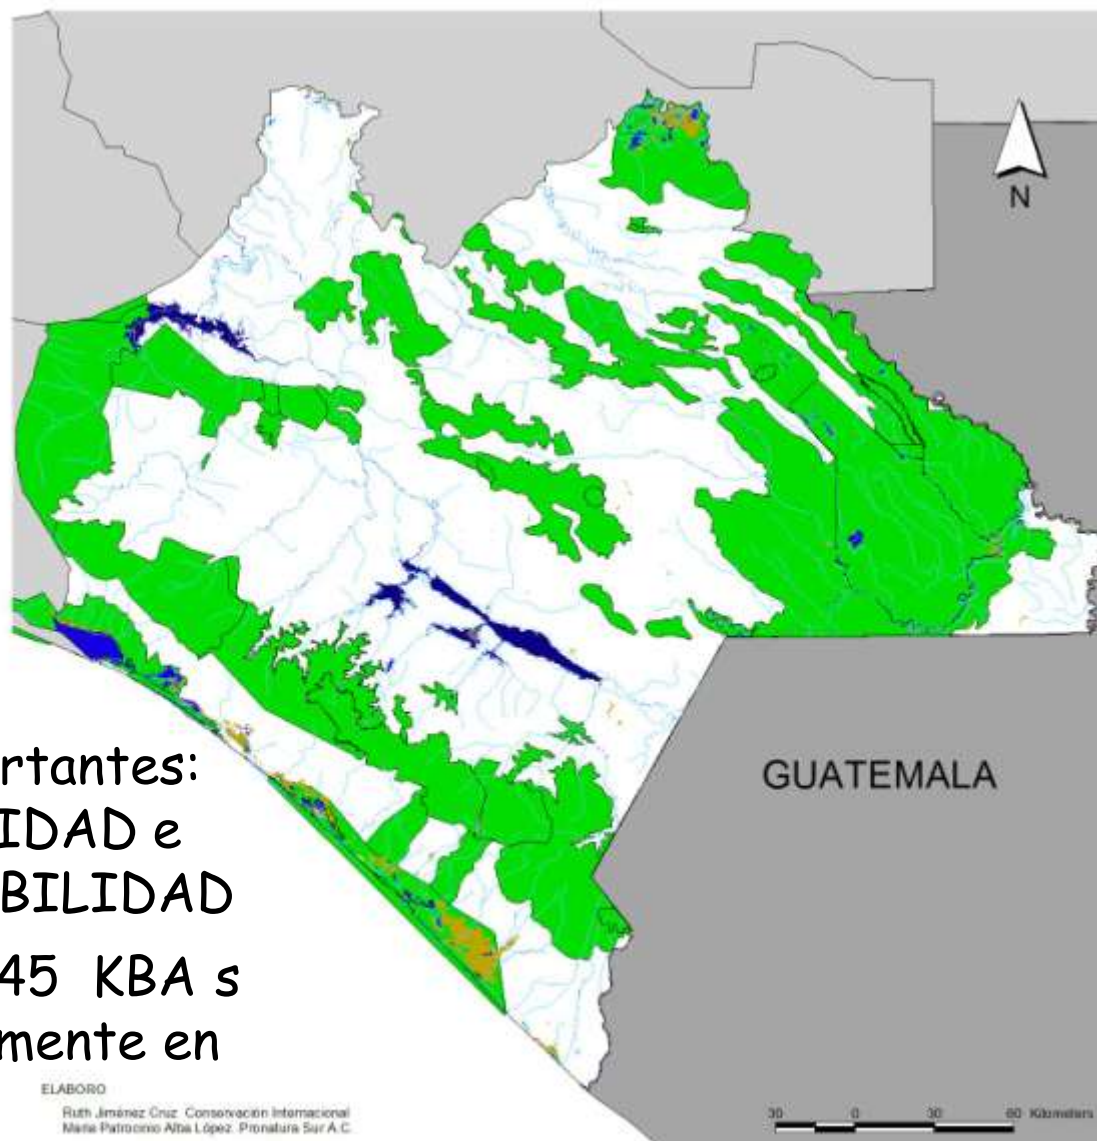 N
GUATEMALA
rtantes:
IDAD e
BILIDAD
45 KBA s
mente en
ELABORO
Ruth Jiménez Cruz. Conservación Internacional
Maria Patrocinio Alba López. Pronatura Sur A.C.
30 0 30 60 Kilometers